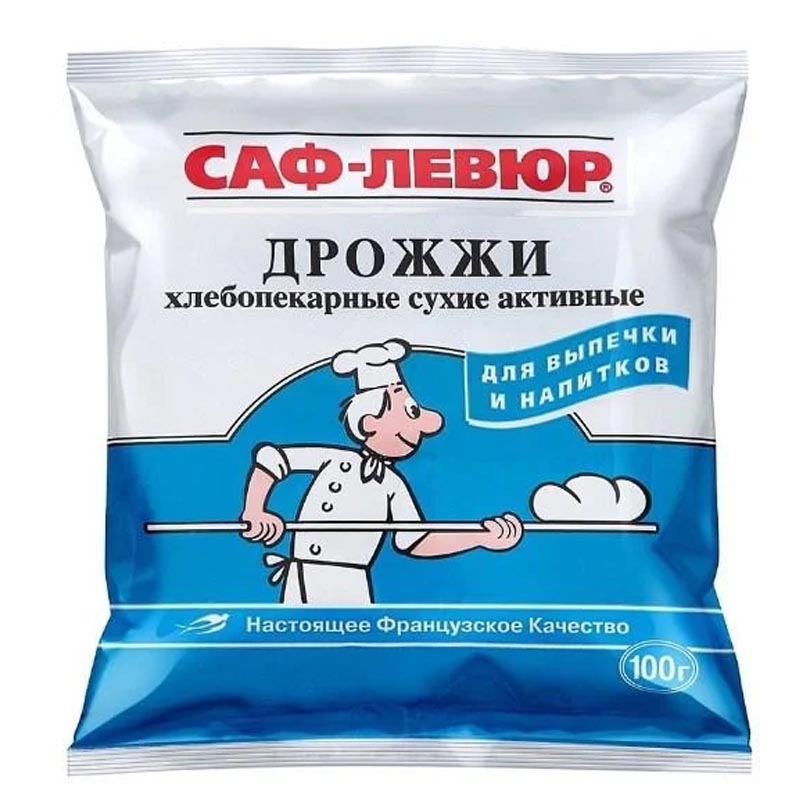 САФ-ЛЕВЮР®
ДРОЖЖИ
хлебопекарные сухие активные
ДЛЯ ВЫПЕЧКИ
И НАПИТКОВ
Настоящее Французское Качество
100г